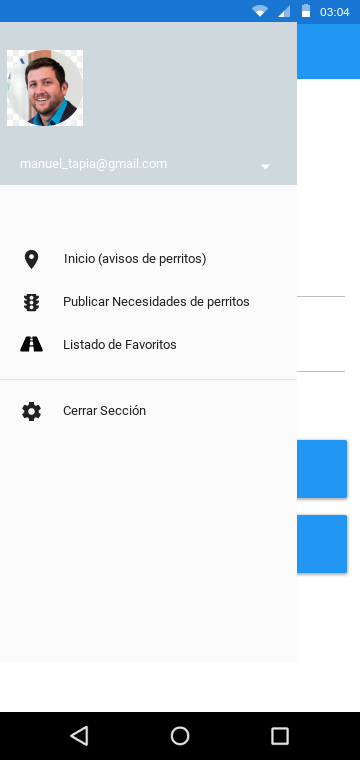 03:04
manuel_tapia@gmail.com
Inicio (avisos de perritos)
Publicar Necesidades de perritos
Listado de Favoritos
Cerrar Sección